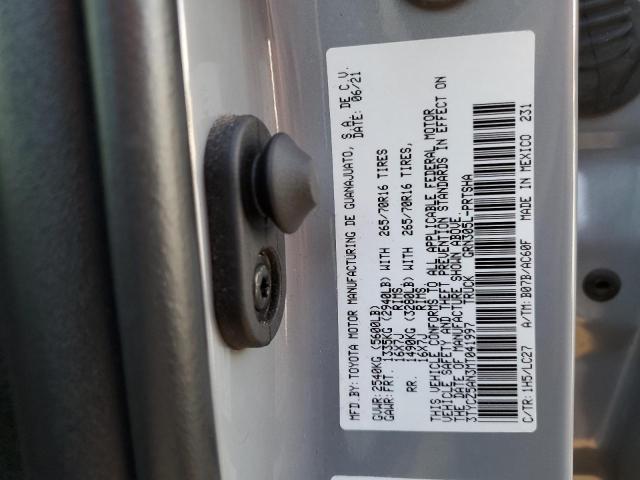 MFD.BY: TOYOTA MOTOR MANUFACTURING DE GUANAJUATO, S.A. DE C.V.
DATE: 06/21
GVWR: 2540KG (5600LB)
GAWR: FRT. 1335KG (2940LB) WITH 265/70R16 TIRES
16X7J RIMS
RR. 1490KG (3280LB) WITH 265/70R16 TIRES,
16X7J RIMS
THIS VEHICLE CONFORMS TO ALL APPLICABLE FEDERAL MOTOR
VEHICLE SAFETY AND THEFT PREVENTION STANDARDS IN EFFECT ON
THE DATE OF MANUFACTURE SHOWN ABOVE.
3TYCZ5AN3MT041997 TRUCK GRN305L-PRTSHA
C/TR: 1H5/LC27 A/TM: B07B/AC60F MADE IN MEXICO 231